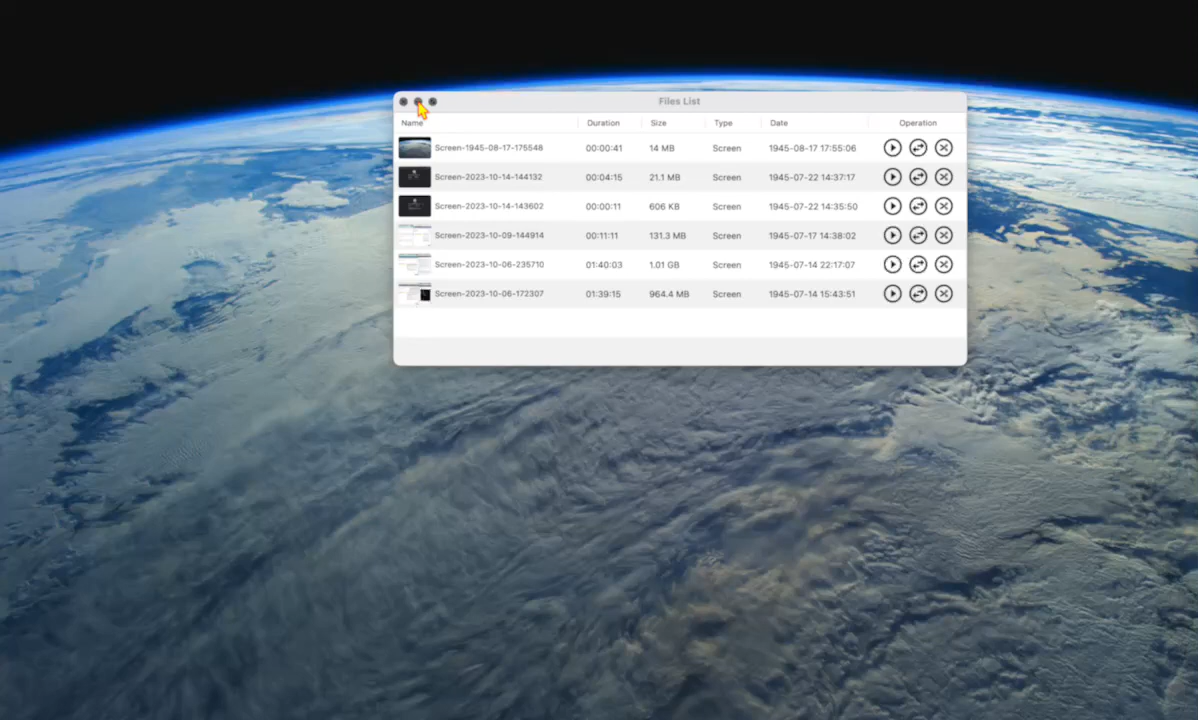 Files List
Name Duration Size Type Date Operation
Screen-1945-08-17-175548 00:00:41 14 MB Screen 1945-08-17 17:55:06
Screen-2023-10-14-144132 00:04:15 21.1 MB Screen 1945-07-22 14:37:17
Screen-2023-10-14-143602 00:00:11 606 KB Screen 1945-07-22 14:35:50
Screen-2023-10-09-144914 00:11:11 131.3 MB Screen 1945-07-17 14:38:02
Screen-2023-10-06-235710 01:40:03 1.01 GB Screen 1945-07-14 22:17:07
Screen-2023-10-06-172307 01:39:15 964.4 MB Screen 1945-07-14 15:43:51